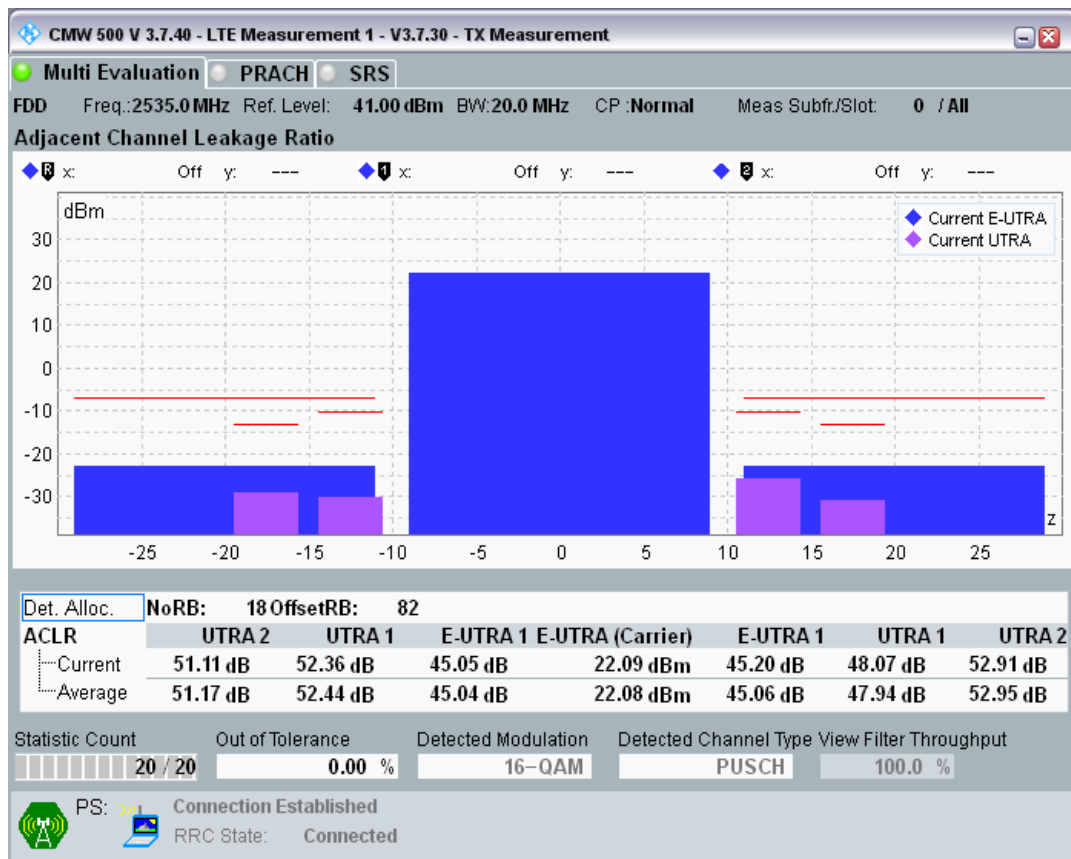 CMW 500 V 3.7.40 - LTE Measurement 1 - V3.7.30 - TX Measurement
Multi Evaluation PRACH SRS
FDD Freq.:2535.0 MHz Ref. Level: 41.00 dBm BW:20.0 MHz CP :Normal Meas Subfr./Slot: 0 / All
Adjacent Channel Leakage Ratio
R x: Off y: --- 1 x: Off y: --- 2 x: Off y: ---
dBm
Current E-UTRA
Current UTRA
30
20
10
0
-10
-20
-30
z
-25 -20 -15 -10 -5 0 5 10 15 20 25
Det. Alloc. NoRB: 18 OffsetRB: 82
ACLR UTRA 2 UTRA 1 E-UTRA 1 E-UTRA (Carrier) E-UTRA 1 UTRA 1 UTRA 2
Current 51.11 dB 52.36 dB 45.05 dB 22.09 dBm 45.20 dB 48.07 dB 52.91 dB
Average 51.17 dB 52.44 dB 45.04 dB 22.08 dBm 45.06 dB 47.94 dB 52.95 dB
Statistic Count Out of Tolerance Detected Modulation Detected Channel Type View Filter Throughput
20 / 20 0.00 % 16-QAM PUSCH 100.0 %
PS: Connection Established
RRC State: Connected